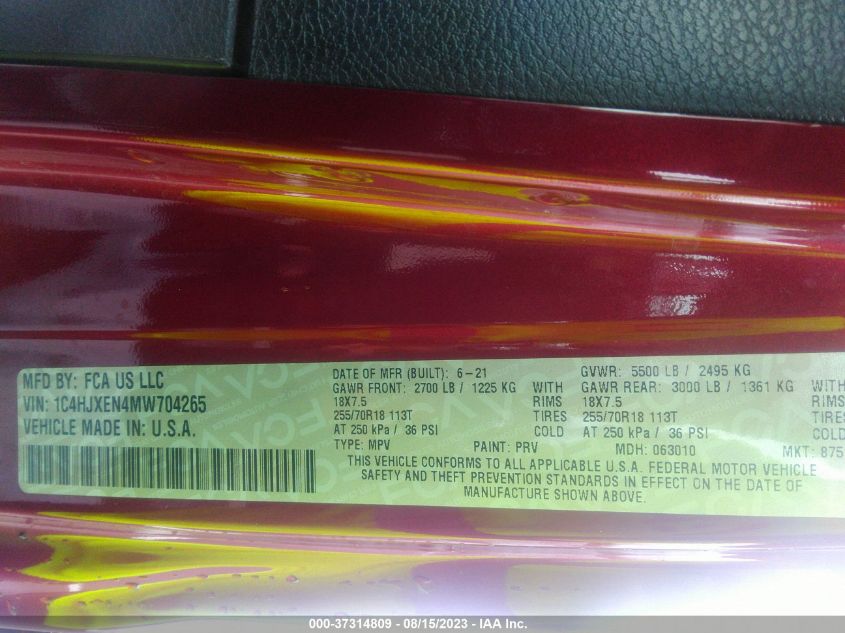 MFD BY: FCA US LLC
VIN: 1C4HJXEN4MW704265
VEHICLE MADE IN: U.S.A.
DATE OF MFR (BUILT): 6-21 GVWR: 5500 LB / 2495 KG
GAWR FRONT: 2700 LB / 1225 KG WITH GAWR REAR: 3000 LB / 1361 KG WITH
18X7.5 RIMS 18X7.5 RIMS
255/70R18 113T TIRES 255/70R18 113T TIRES
AT 250 kPa / 36 PSI COLD AT 250 kPa / 36 PSI COLD
TYPE: MPV PAINT: PRV MDH: 063010 MKT: 875
THIS VEHICLE CONFORMS TO ALL APPLICABLE U.S.A. FEDERAL MOTOR VEHICLE
SAFETY AND THEFT PREVENTION STANDARDS IN EFFECT ON THE DATE OF
MANUFACTURE SHOWN ABOVE.
000-37314809 - 08/15/2023 - IAA Inc.